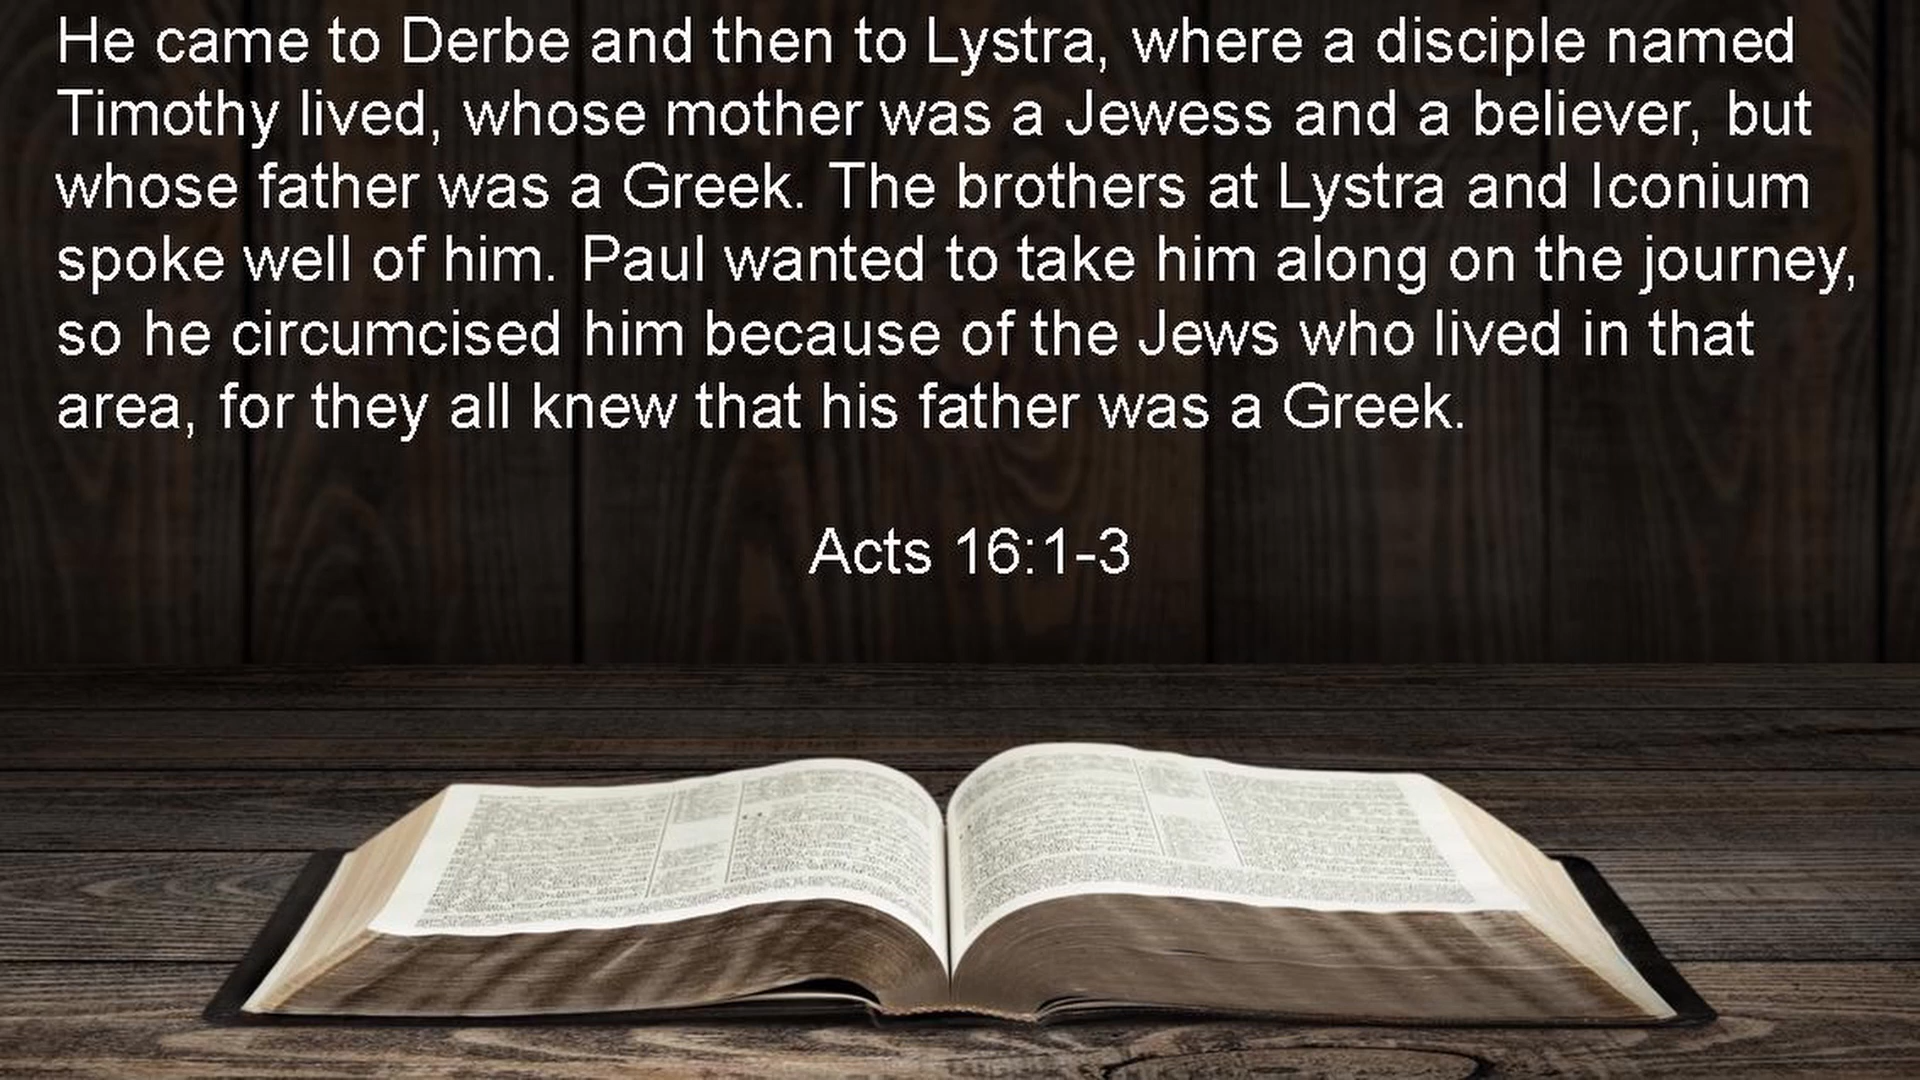 He came to Derbe and then to Lystra, where a disciple named
Timothy lived, whose mother was a Jewess and a believer, but
whose father was a Greek. The brothers at Lystra and Iconium
spoke well of him. Paul wanted to take him along on the journey,
so he circumcised him because of the Jews who lived in that
area, for they all knew that his father was a Greek.
Acts 16:1-3